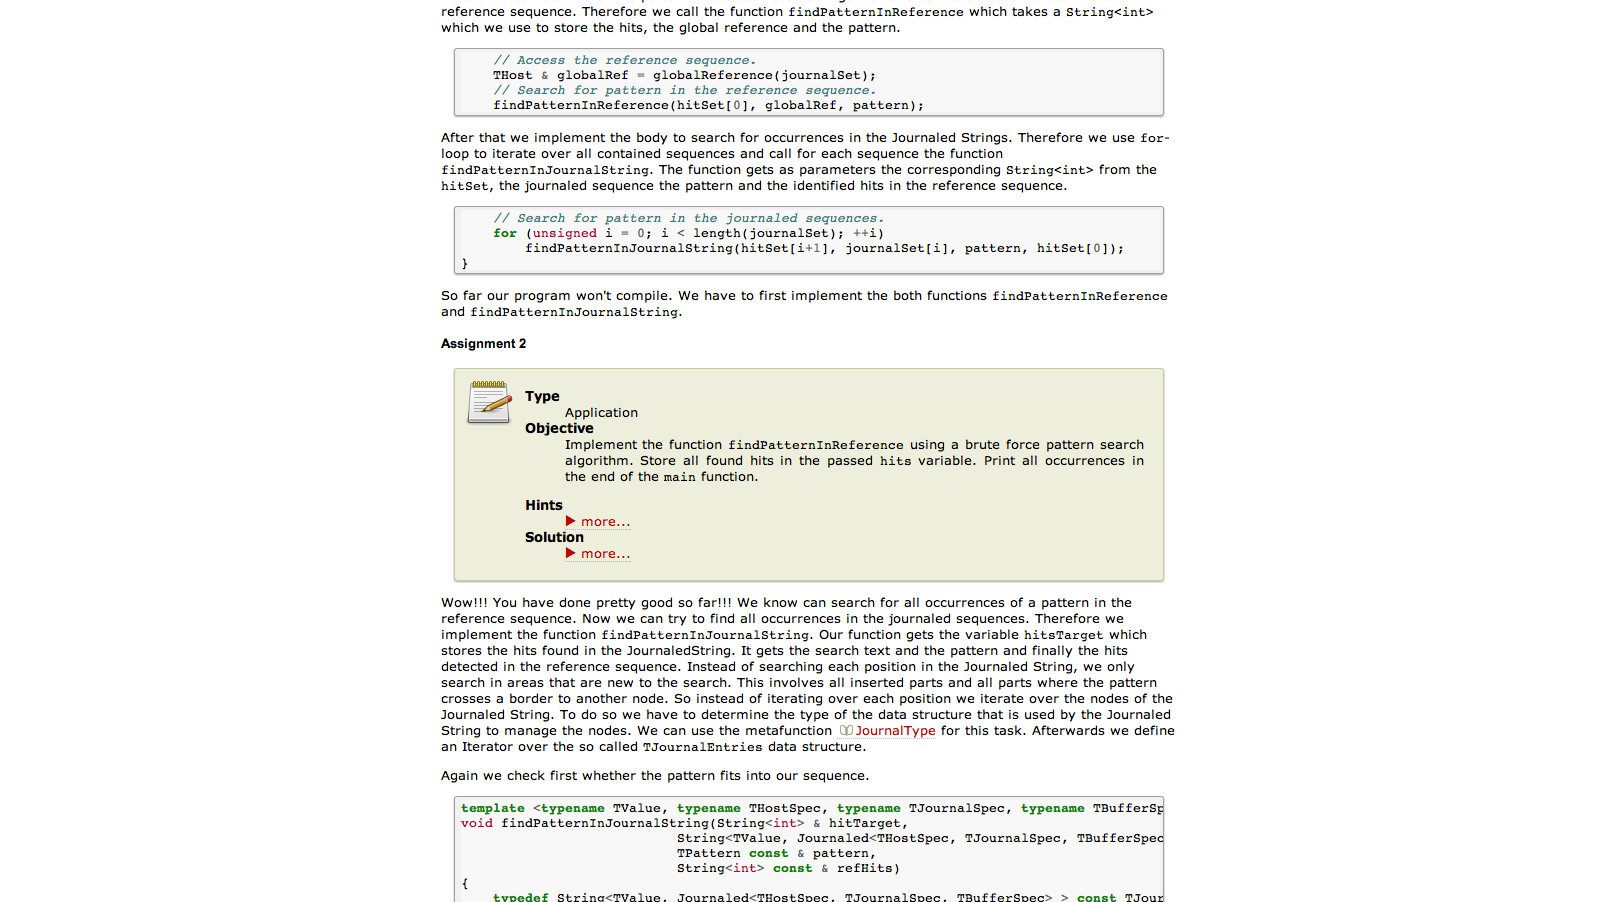 reference sequence. Therefore we call the function findPatternInReference which takes a String<int>
which we use to store the hits, the global reference and the pattern.
// Access the reference sequence.
THost & globalRef = globalReference(journalSet);
// Search for pattern in the reference sequence.
findPatternInReference(hitSet[0], globalRef, pattern);
After that we implement the body to search for occurrences in the Journaled Strings. Therefore we use for-
loop to iterate over all contained sequences and call for each sequence the function
findPatternInJournalString. The function gets as parameters the corresponding String<int> from the
hitSet, the journaled sequence the pattern and the identified hits in the reference sequence.
// Search for pattern in the journaled sequences.
for (unsigned i = 0; i < length(journalSet); ++i)
findPatternInJournalString(hitSet[i+1], journalSet[i], pattern, hitSet[0]);
}
So far our program won't compile. We have to first implement the both functions findPatternInReference
and findPatternInJournalString.
Assignment 2
Type
Application
Objective
Implement the function findPatternInReference using a brute force pattern search
algorithm. Store all found hits in the passed hits variable. Print all occurrences in
the end of the main function.
Hints
more...
Solution
more...
Wow!!! You have done pretty good so far!!! We know can search for all occurrences of a pattern in the
reference sequence. Now we can try to find all occurrences in the journaled sequences. Therefore we
implement the function findPatternInJournalString. Our function gets the variable hitsTarget which
stores the hits found in the JournaledString. It gets the search text and the pattern and finally the hits
detected in the reference sequence. Instead of searching each position in the Journaled String, we only
search in areas that are new to the search. This involves all inserted parts and all parts where the pattern
crosses a border to another node. So instead of iterating over each position we iterate over the nodes of the
Journaled String. To do so we have to determine the type of the data structure that is used by the Journaled
String to manage the nodes. We can use the metafunction JournalType for this task. Afterwards we define
an Iterator over the so called TJournalEntries data structure.
Again we check first whether the pattern fits into our sequence.
template <typename TValue, typename THostSpec, typename TJournalSpec, typename TBufferSp
void findPatternInJournalString(String<int> & hitTarget,
String<TValue, Journaled<THostSpec, TJournalSpec, TBufferSpec
TPattern const & pattern,
String<int> const & refHits)
{
typedef String<TValue, Journaled<THostSpec, TJournalSpec, TBufferSpec> > const TJour